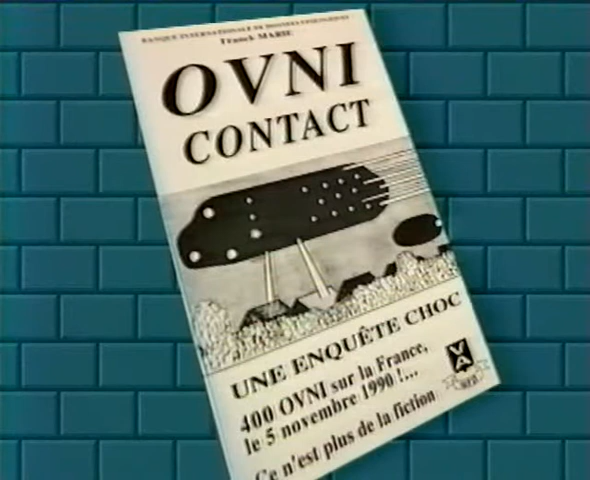 BANQUE INTERNATIONALE DE DONNÉES
Franck MARIE
OVNI
CONTACT
UNE ENQUÊTE CHOC
400 OVNI sur la France,
le 5 novembre 1990 !...
Ce n'est plus de la fiction